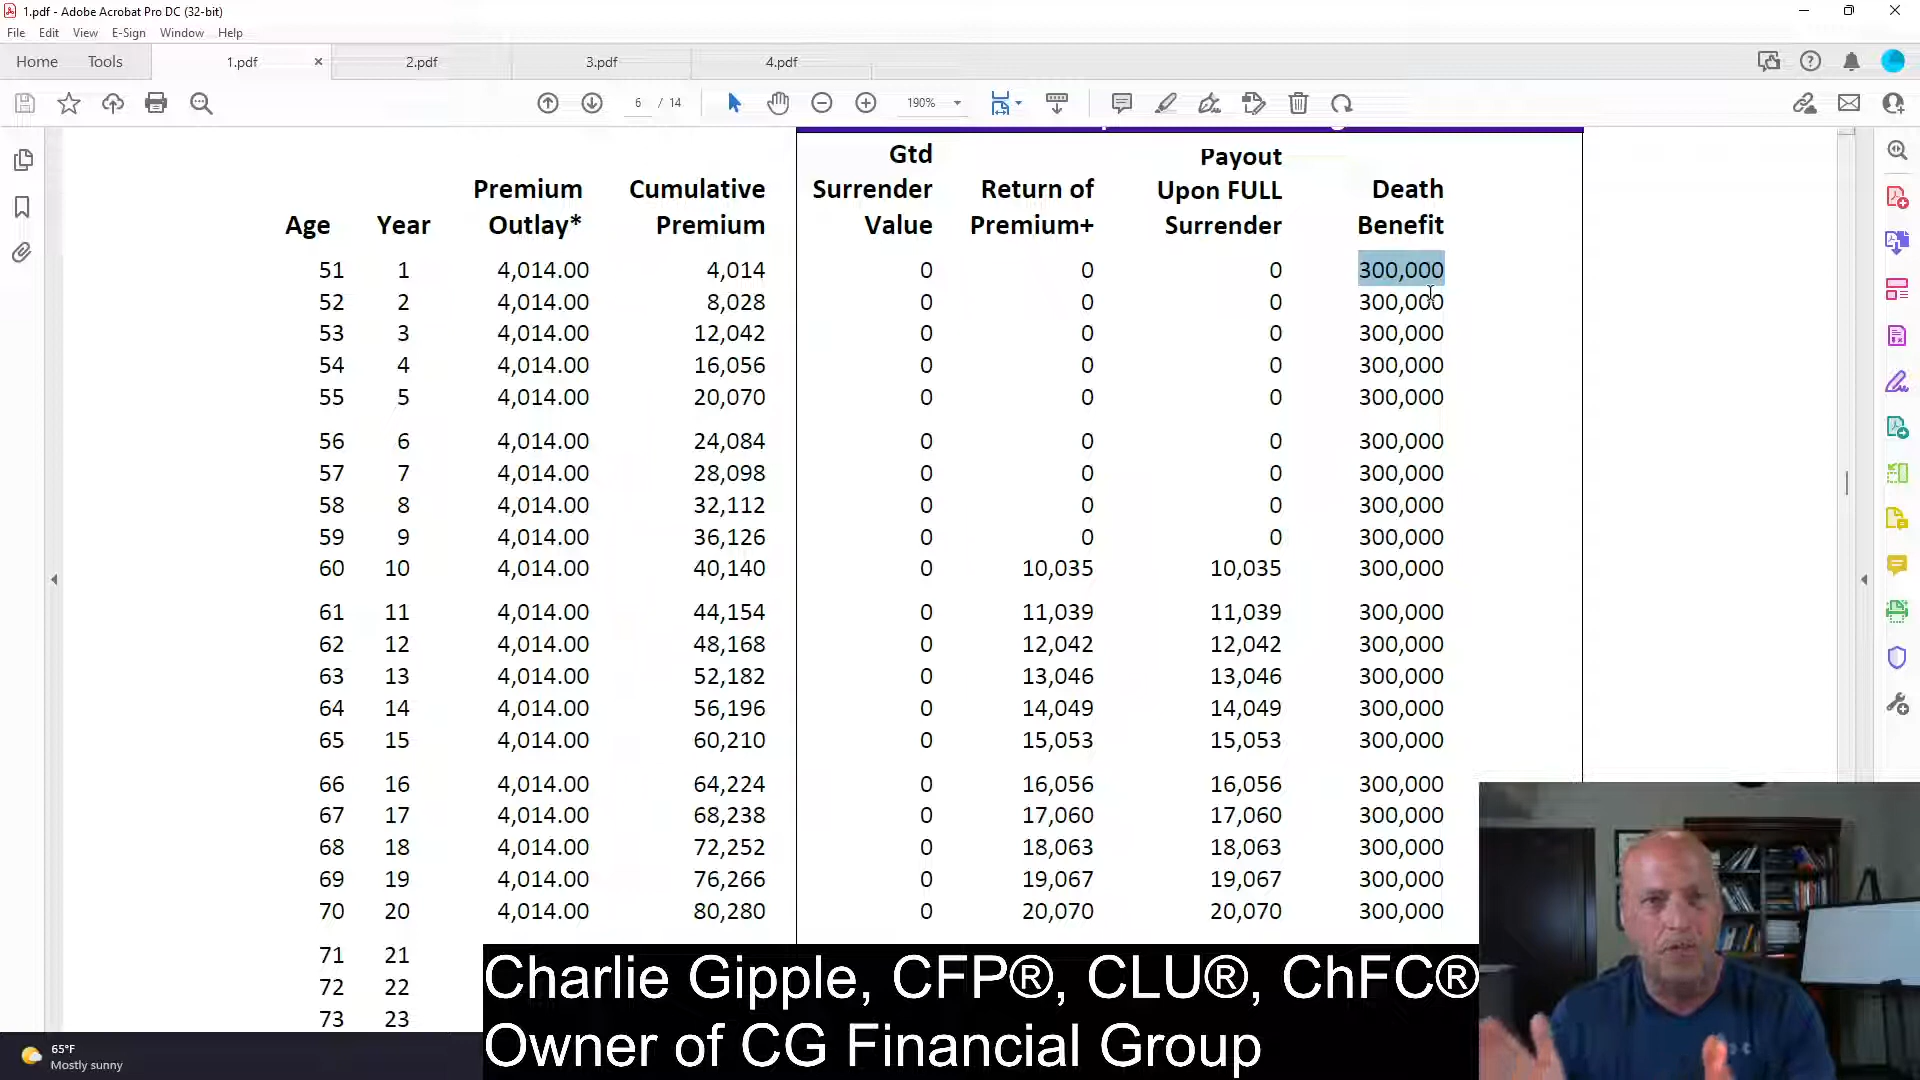 1.pdf - Adobe Acrobat Pro DC (32-bit)
File Edit View E-Sign Window Help
Home Tools 1.pdf 2.pdf 3.pdf 4.pdf
6 / 14 190%
Gtd Surrender Value
Payout Upon FULL Surrender
Age Year Premium Outlay* Cumulative Premium Return of Premium+ Death Benefit
51 1 4,014.00 4,014 0 0 0 300,000
52 2 4,014.00 8,028 0 0 0 300,000
53 3 4,014.00 12,042 0 0 0 300,000
54 4 4,014.00 16,056 0 0 0 300,000
55 5 4,014.00 20,070 0 0 0 300,000
56 6 4,014.00 24,084 0 0 0 300,000
57 7 4,014.00 28,098 0 0 0 300,000
58 8 4,014.00 32,112 0 0 0 300,000
59 9 4,014.00 36,126 0 0 0 300,000
60 10 4,014.00 40,140 0 10,035 10,035 300,000
61 11 4,014.00 44,154 0 11,039 11,039 300,000
62 12 4,014.00 48,168 0 12,042 12,042 300,000
63 13 4,014.00 52,182 0 13,046 13,046 300,000
64 14 4,014.00 56,196 0 14,049 14,049 300,000
65 15 4,014.00 60,210 0 15,053 15,053 300,000
66 16 4,014.00 64,224 0 16,056 16,056 300,000
67 17 4,014.00 68,238 0 17,060 17,060 300,000
68 18 4,014.00 72,252 0 18,063 18,063 300,000
69 19 4,014.00 76,266 0 19,067 19,067 300,000
70 20 4,014.00 80,280 0 20,070 20,070 300,000
71 21
72 22
73 23
Charlie Gipple, CFP®, CLU®, ChFC®
Owner of CG Financial Group
65°F
Mostly sunny